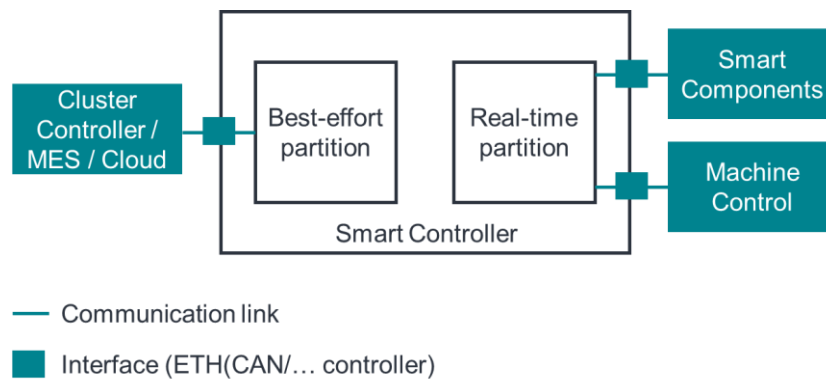 Cluster
Controller /
MES / Cloud
Best-effort
partition
Real-time
partition
Smart
Components
Machine
Control
Smart Controller
Communication link
Interface (ETH(CAN/… controller)